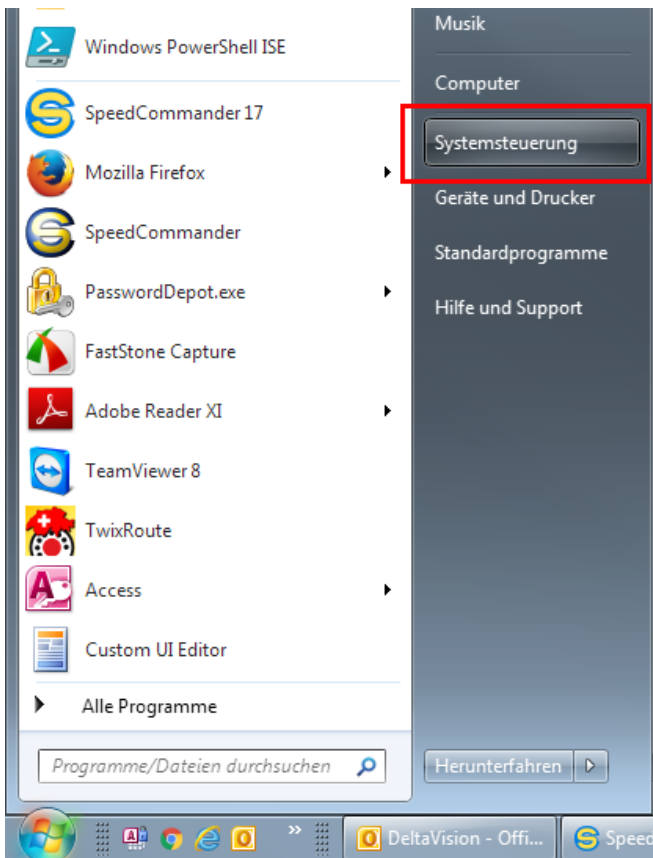 Windows PowerShell ISE
SpeedCommander 17
Mozilla Firefox
SpeedCommander
PasswordDepot.exe
FastStone Capture
Adobe Reader XI
TeamViewer 8
TwixRoute
Access
Custom UI Editor
Alle Programme
Programme/Dateien durchsuchen
Musik
Computer
Systemsteuerung
Geräte und Drucker
Standardprogramme
Hilfe und Support
Herunterfahren
DeltaVision - Offi...
Speed